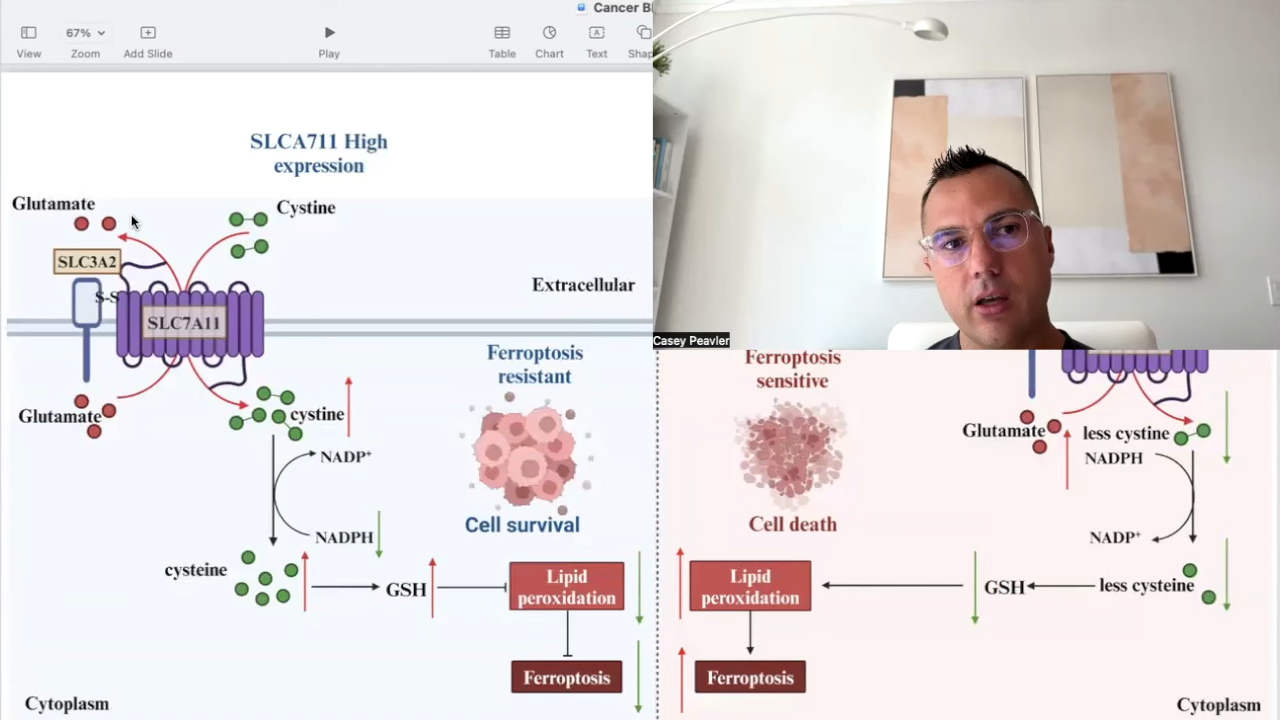 Cancer Bl
67%
View
Zoom
Add Slide
Play
Table
Chart
Text
Shap
SLCA711 High
expression
Glutamate
Cystine
SLC3A2
S-S
Extracellular
SLC7A11
Casey Peavler
Ferroptosis
resistant
Ferroptosis
sensitive
Glutamate
cystine
Glutamate
less cystine
NADP+
NADPH
Cell survival
Cell death
NADPH
NADP+
cysteine
GSH
Lipid
peroxidation
Lipid
peroxidation
GSH
less cysteine
Ferroptosis
Ferroptosis
Cytoplasm
Cytoplasm